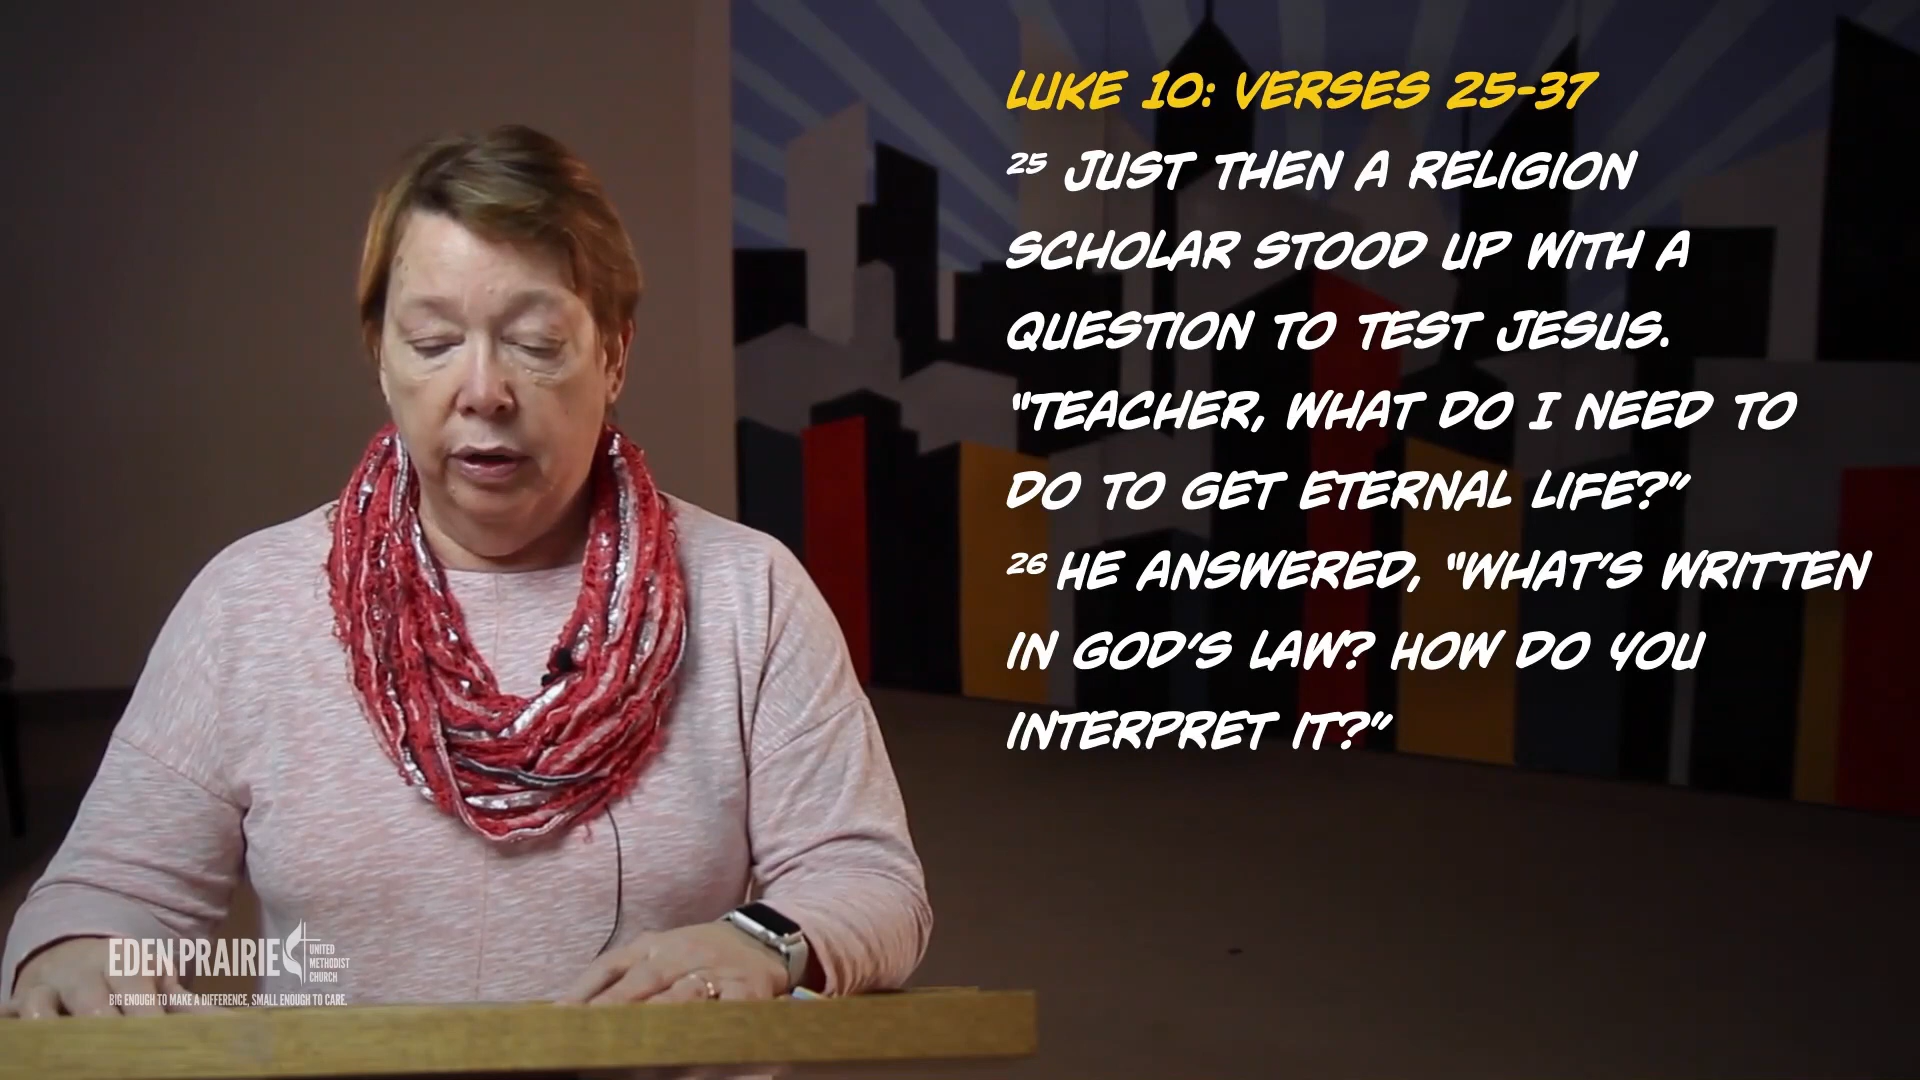 LUKE 10: VERSES 25-37
25 JUST THEN A RELIGION
SCHOLAR STOOD UP WITH A
QUESTION TO TEST JESUS.
"TEACHER, WHAT DO I NEED TO
DO TO GET ETERNAL LIFE?"
26 HE ANSWERED, "WHAT'S WRITTEN
IN GOD'S LAW? HOW DO YOU
INTERPRET IT?"
EDEN PRAIRIE
UNITED
METHODIST
CHURCH
BIG ENOUGH TO MAKE A DIFFERENCE, SMALL ENOUGH TO CARE.